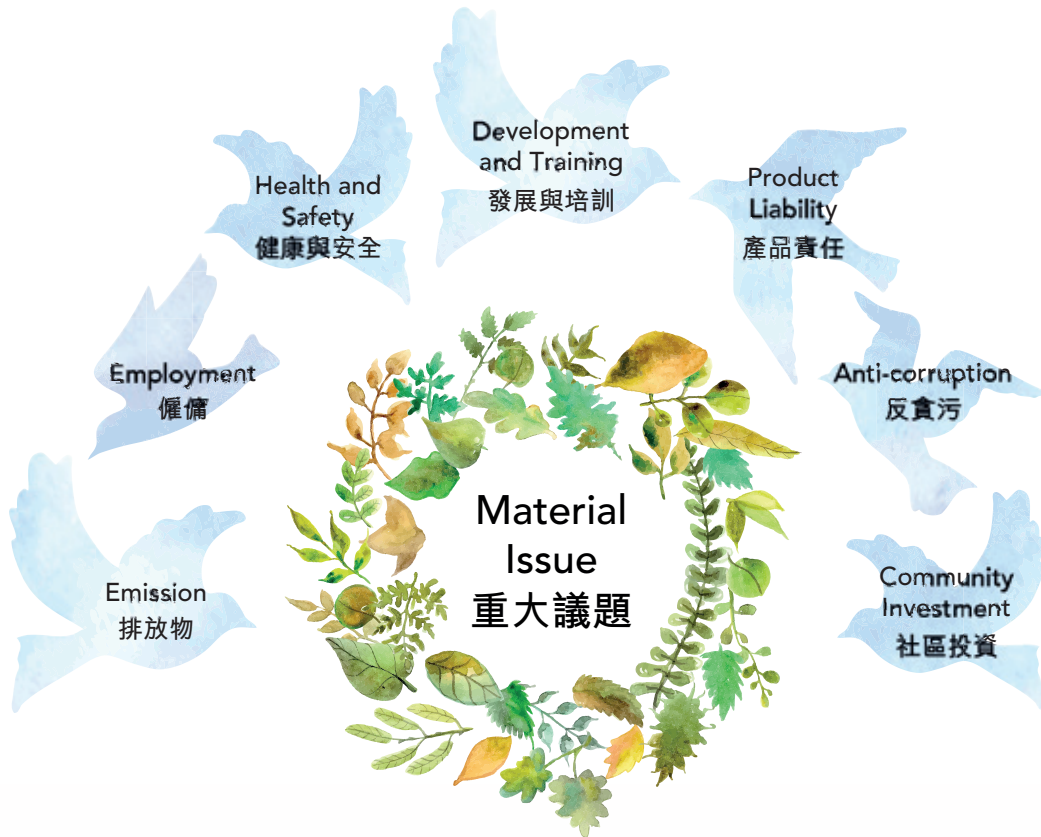 Development
and Training
發展與培訓
Health and
Safety
健康與安全
Product
Liability
產品責任
Employment
僱傭
Anti-corruption
反貪污
Material
Issue
重大議題
Emission
排放物
Community
Investment
社區投資